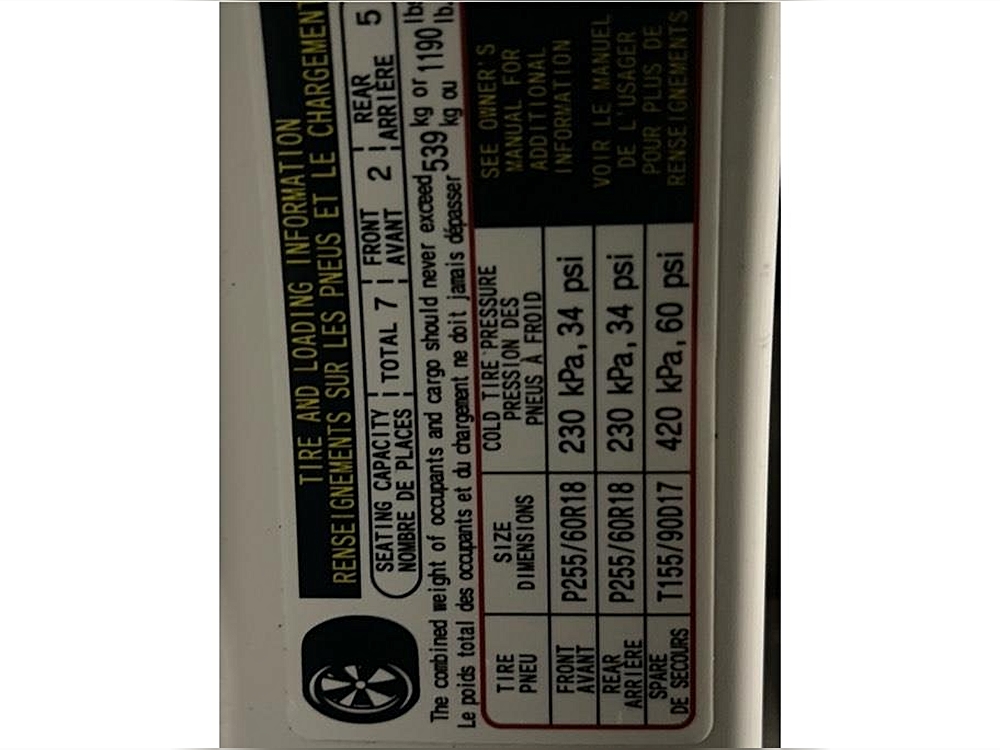 TIRE AND LOADING INFORMATION
RENSEIGNEMENTS SUR LES PNEUS ET LE CHARGEMENT
SEATING CAPACITY TOTAL 7 FRONT 2 REAR 5
NOMBRE DE PLACES AVANT ARRIÈRE
The combined weight of occupants and cargo should never exceed 539 kg or 1190 lb
Le poids total des occupants et du chargement ne doit jamais dépasser kg ou lb.
TIRE SIZE COLD TIRE PRESSURE
PNEU DIMENSIONS PRESSION DES
PNEUS À FROID
FRONT P255/60R18 230 kPa, 34 psi
AVANT
REAR P255/60R18 230 kPa, 34 psi
ARRIÈRE
SPARE T155/90D17 420 kPa, 60 psi
DE SECOURS
SEE OWNER'S
MANUAL FOR
ADDITIONAL
INFORMATION
VOIR LE MANUEL
DE L'USAGER
POUR PLUS DE
RENSEIGNEMENTS